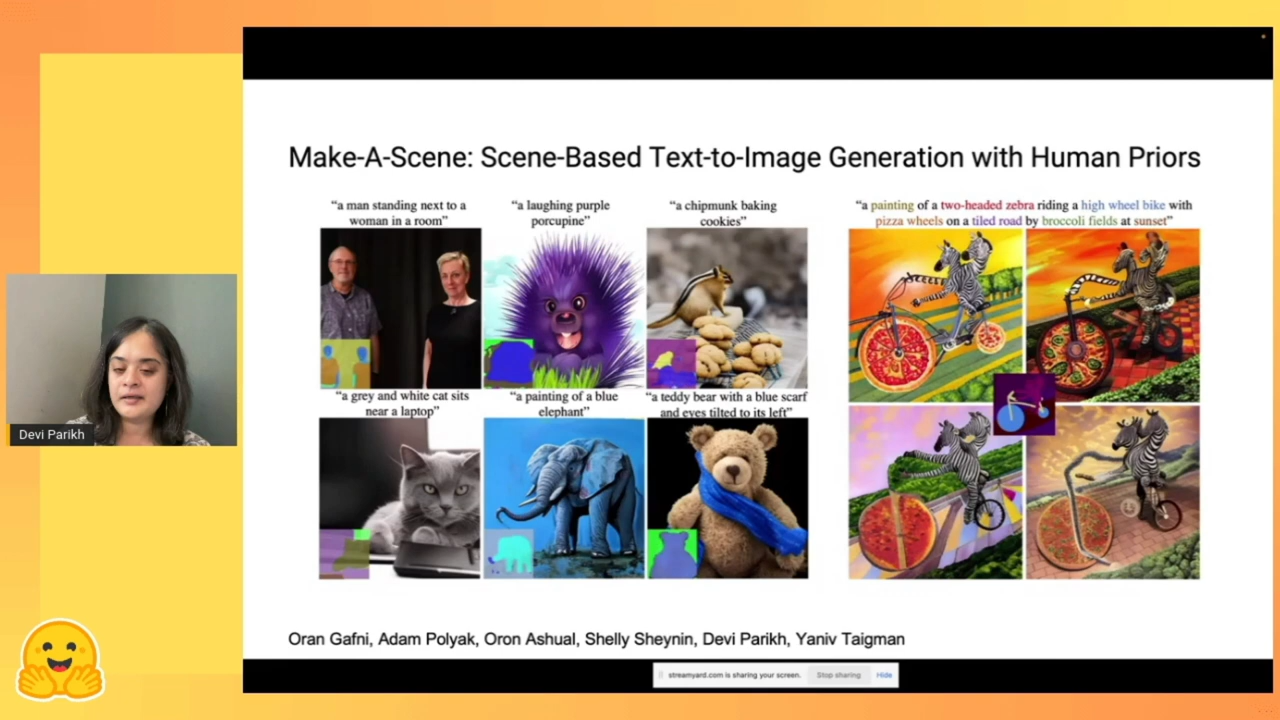 Make-A-Scene: Scene-Based Text-to-Image Generation with Human Priors
"a man standing next to a
woman in a room"
"a laughing purple
porcupine"
"a chipmunk baking
cookies"
"a painting of a two-headed zebra riding a high wheel bike with
pizza wheels on a tiled road by broccoli fields at sunset"
"a grey and white cat sits
near a laptop"
"a painting of a blue
elephant"
"a teddy bear with a blue scarf
and eyes tilted to its left"
Devi Parikh
Oran Gafni, Adam Polyak, Oron Ashual, Shelly Sheynin, Devi Parikh, Yaniv Taigman
streamyard.com is sharing your screen.
Stop sharing
Hide